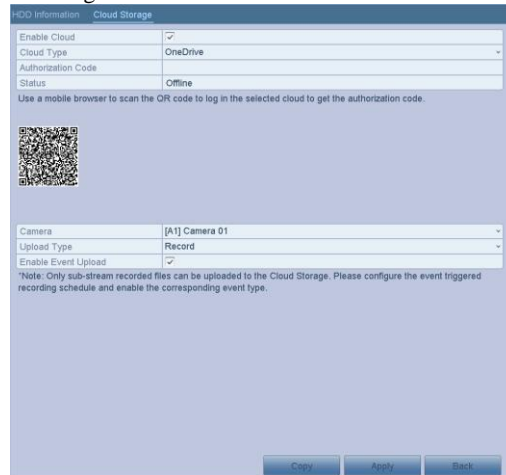 HDD Information Cloud Storage
Enable Cloud
Cloud Type OneDrive
Authorization Code
Status Offline
Use a mobile browser to scan the QR code to log in the selected cloud to get the authorization code.
Camera [A1] Camera 01
Upload Type Record
Enable Event Upload
*Note: Only sub-stream recorded files can be uploaded to the Cloud Storage. Please configure the event triggered
recording schedule and enable the corresponding event type.
Copy Apply Back